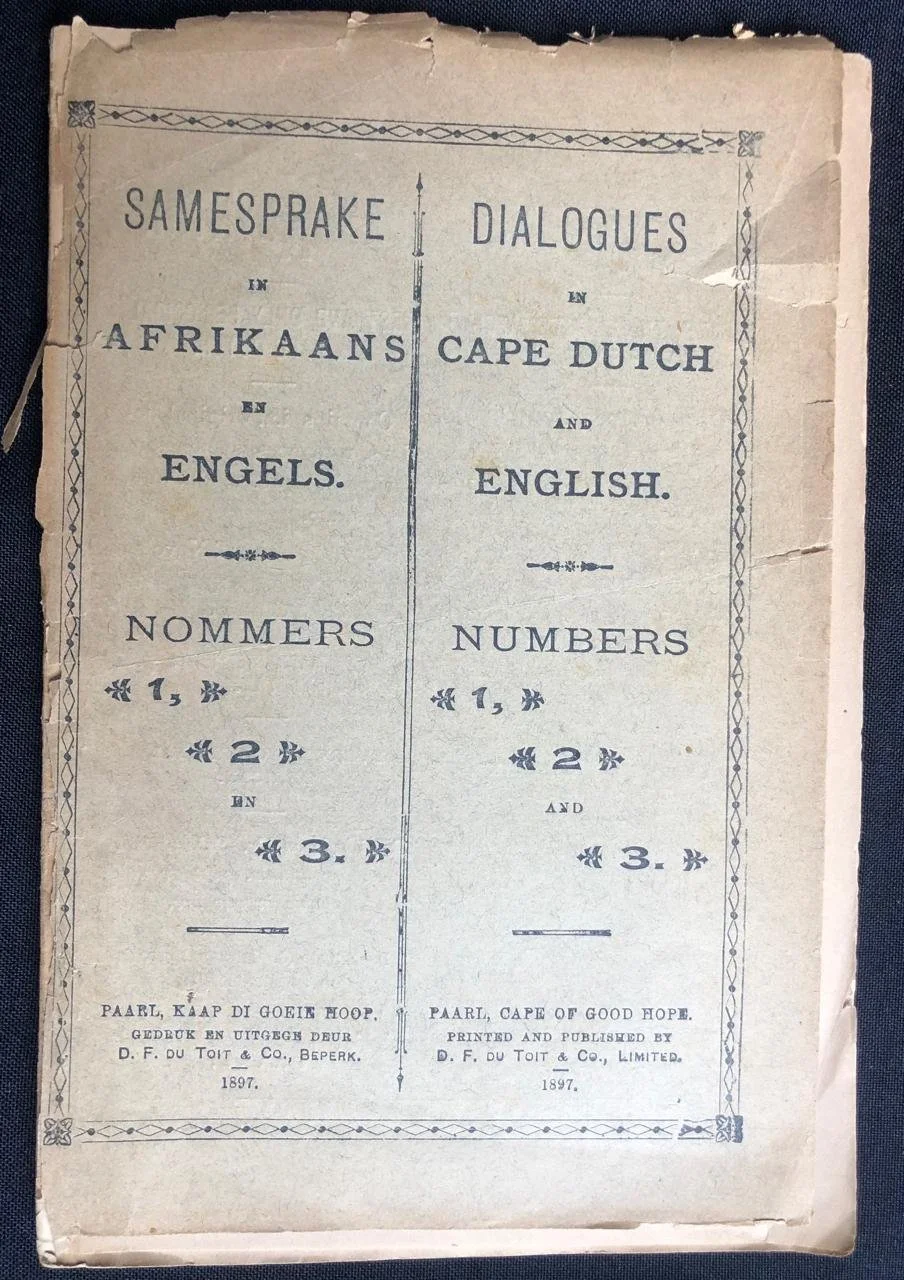 SAMESPRAKE
IN
AFRIKAANS
EN
ENGELS.
NOMMERS
1,
2
EN
3.
PAARL, KAAP DI GOEIE HOOP.
GEDRUK EN UITGEGE DEUR
D. F. DU TOIT & CO., BEPERK.
1897.
DIALOGUES
IN
CAPE DUTCH
AND
ENGLISH.
NUMBERS
1,
2
AND
3.
PAARL, CAPE OF GOOD HOPE.
PRINTED AND PUBLISHED BY
D. F. DU TOIT & CO., LIMITED.
1897.